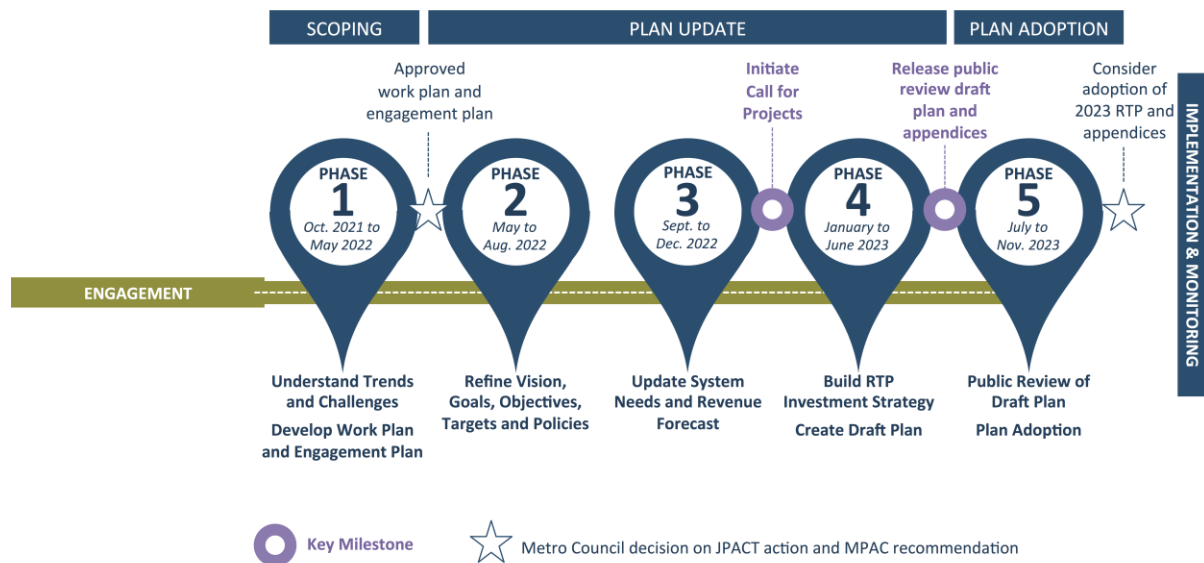 SCOPING
PLAN UPDATE
PLAN ADOPTION
Approved
work plan and
engagement plan
Initiate
Call for
Projects
Release public
review draft
plan and
appendices
Consider
adoption of
2023 RTP and
appendices
PHASE
1
Oct. 2021 to
May 2022
PHASE
2
May to
Aug. 2022
PHASE
3
Sept. to
Dec. 2022
PHASE
4
January to
June 2023
PHASE
5
July to
Nov. 2023
IMPLEMENTATION & MONITORING
ENGAGEMENT
Understand Trends
and Challenges
Develop Work Plan
and Engagement Plan
Refine Vision,
Goals, Objectives,
Targets and Policies
Update System
Needs and Revenue
Forecast
Build RTP
Investment Strategy
Create Draft Plan
Public Review of
Draft Plan
Plan Adoption
Key Milestone
Metro Council decision on JPACT action and MPAC recommendation